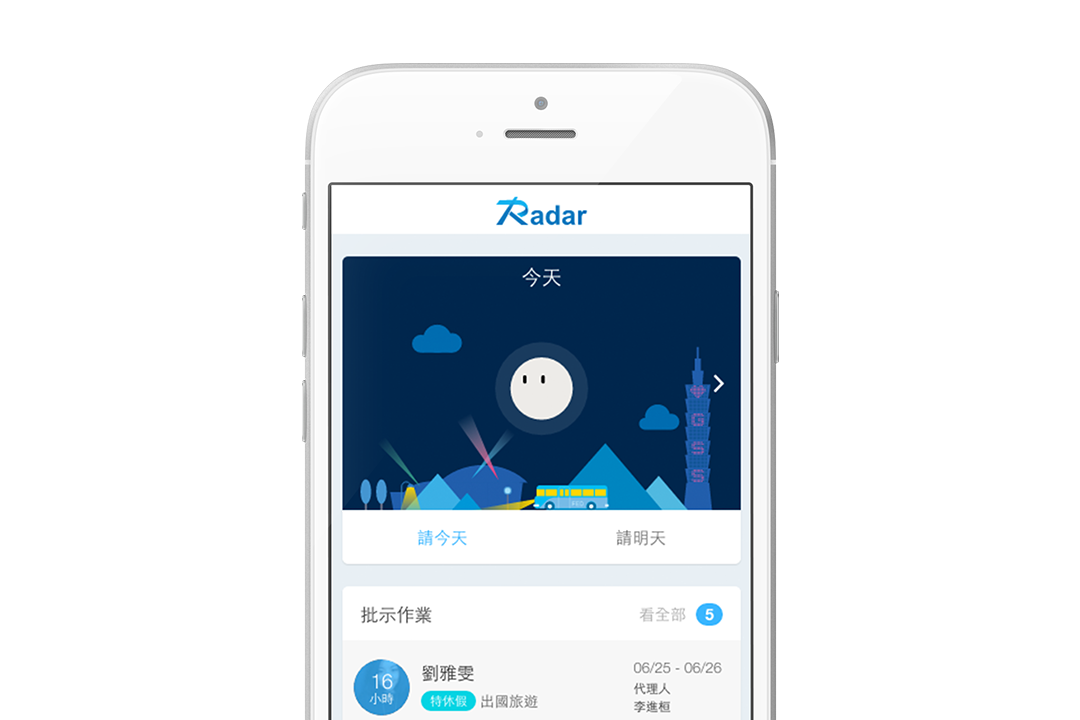 Radar
今天
GSS
請今天
請明天
批示作業
看全部 5
16
小時
劉雅雯
特休假 出國旅遊
06/25 - 06/26
代理人
李進桓